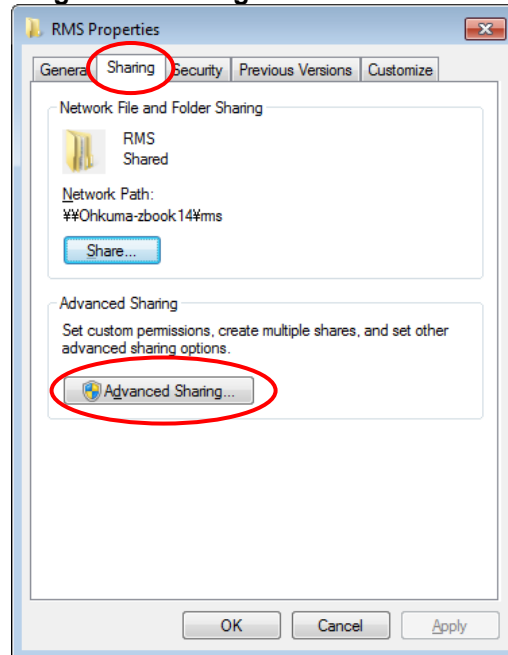 RMS Properties
General Sharing Security Previous Versions Customize
Network File and Folder Sharing
RMS
Shared
Network Path:
¥¥Ohkuma-zbook14¥rms
Share...
Advanced Sharing
Set custom permissions, create multiple shares, and set other
advanced sharing options.
Advanced Sharing...
OK Cancel Apply